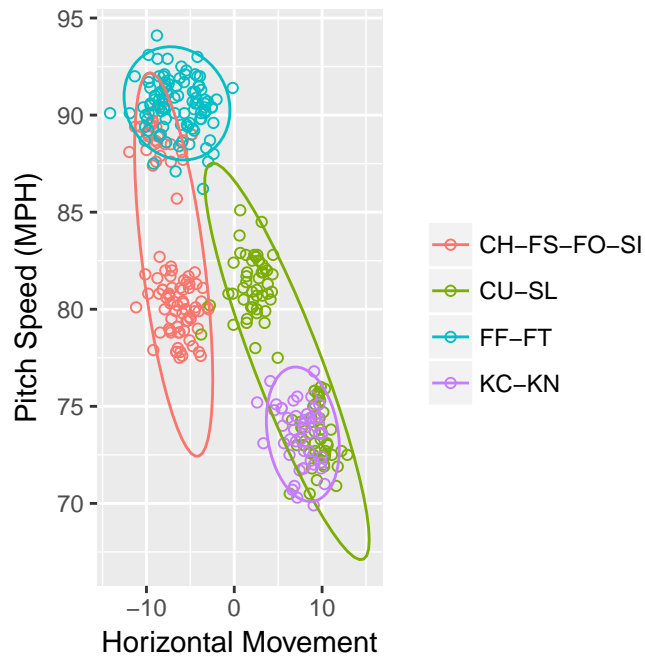 95
90
85
80
75
70
Pitch Speed (MPH)
−10
0
10
Horizontal Movement
CH−FS−FO−SI
CU−SL
FF−FT
KC−KN